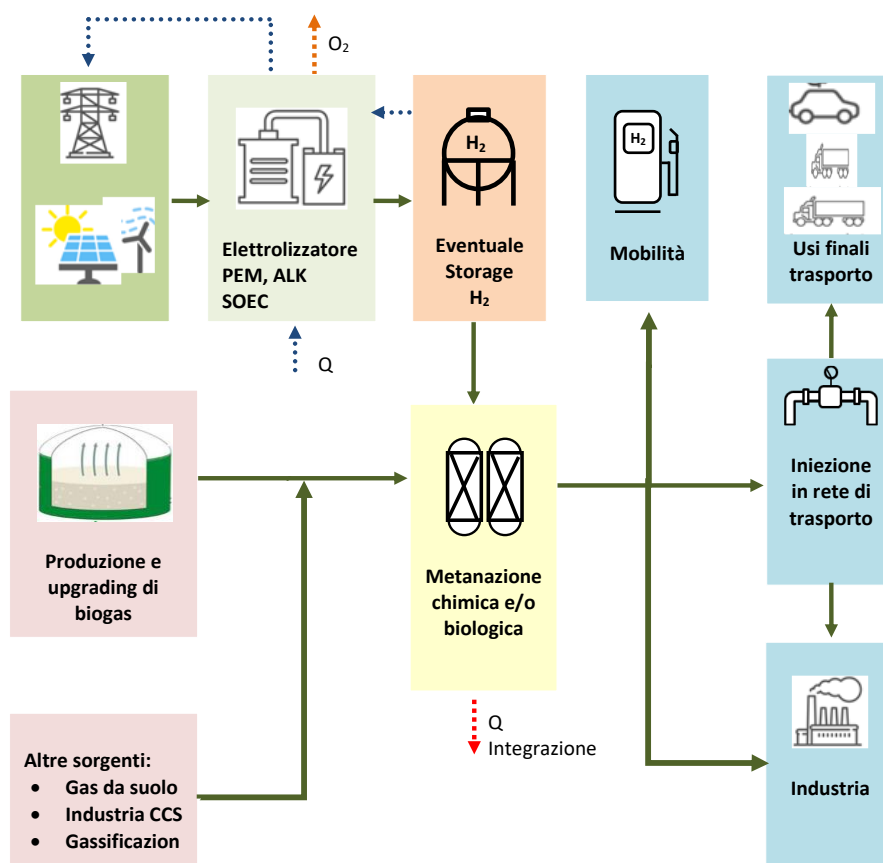 O2
H2
H2
Elettrolizzatore
PEM, ALK
SOEC
Eventuale
Storage
H2
Mobilità
Usi finali
trasporto
Q
Produzione e
upgrading di
biogas
Metanazione
chimica e/o
biologica
Iniezione
in rete di
trasporto
Q
Integrazione
Altre sorgenti:
• Gas da suolo
• Industria CCS
• Gassificazion
Industria